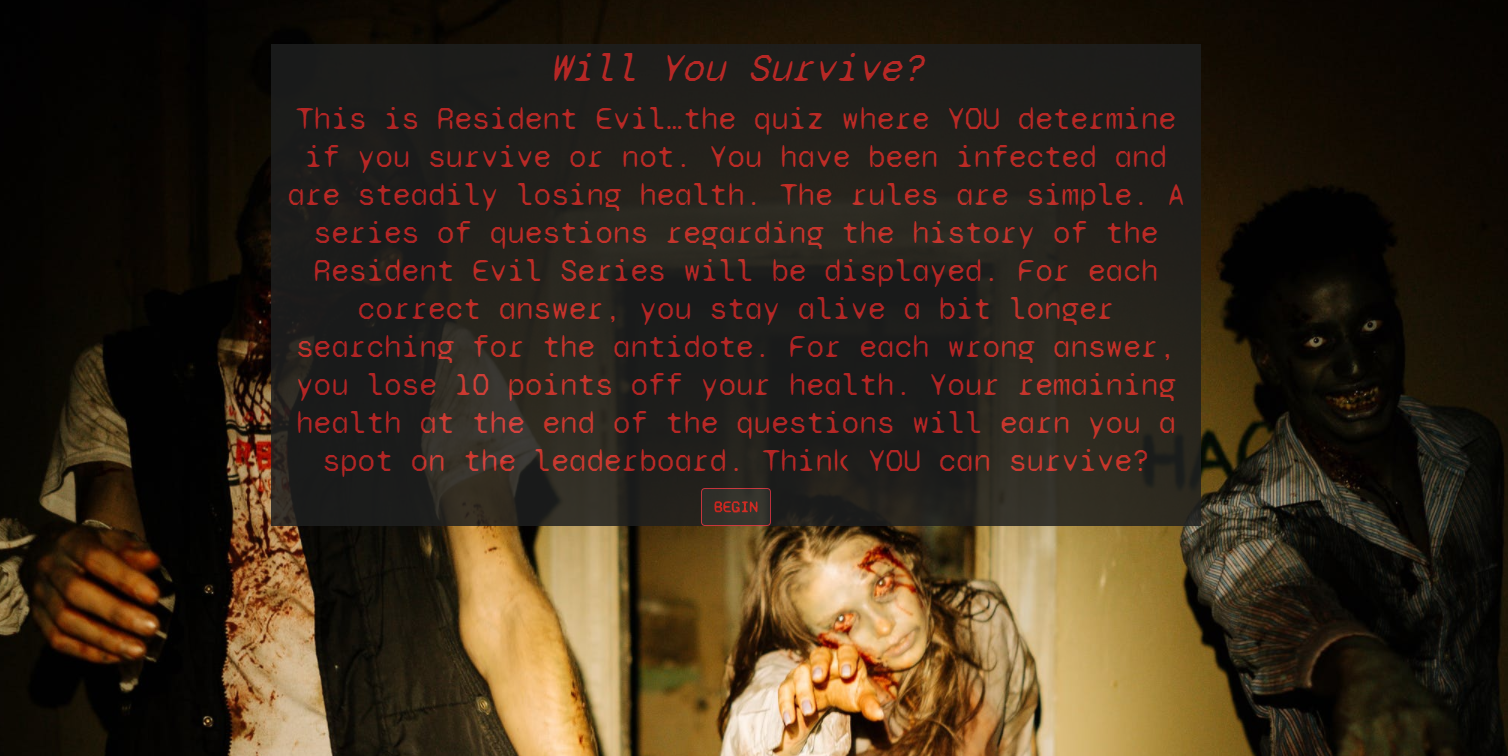 Will You Survive?
This is Resident Evil…the quiz where YOU determine
if you survive or not. You have been infected and
are steadily losing health. The rules are simple. A
series of questions regarding the history of the
Resident Evil Series will be displayed. For each
correct answer, you stay alive a bit longer
searching for the antidote. For each wrong answer,
you lose 10 points off your health. Your remaining
health at the end of the questions will earn you a
spot on the leaderboard. Think YOU can survive?
BEGIN